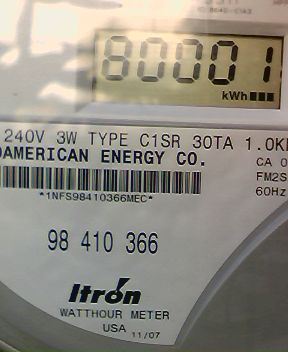 80001
kWh
240V 3W TYPE C1SR 30TA 1.0K
AMERICAN ENERGY CO.
CA 0
FM2S
60Hz
*1NFS98410366MEC*
98 410 366
Itrón
WATTHOUR METER
USA 11/07